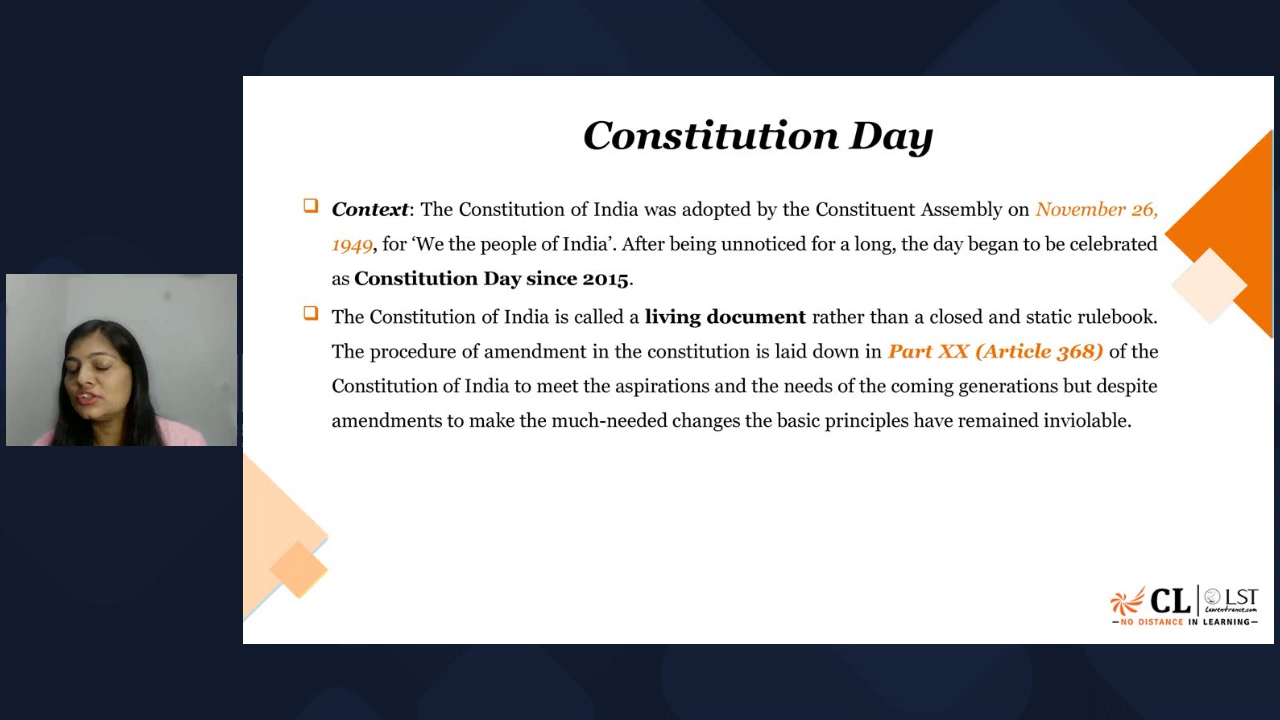 Constitution Day
Context: The Constitution of India was adopted by the Constituent Assembly on November 26,
1949, for ‘We the people of India’. After being unnoticed for a long, the day began to be celebrated
as Constitution Day since 2015.
The Constitution of India is called a living document rather than a closed and static rulebook.
The procedure of amendment in the constitution is laid down in Part XX (Article 368) of the
Constitution of India to meet the aspirations and the needs of the coming generations but despite
amendments to make the much-needed changes the basic principles have remained inviolable.
CL LST
Lawentrance.com
NO DISTANCE IN LEARNING